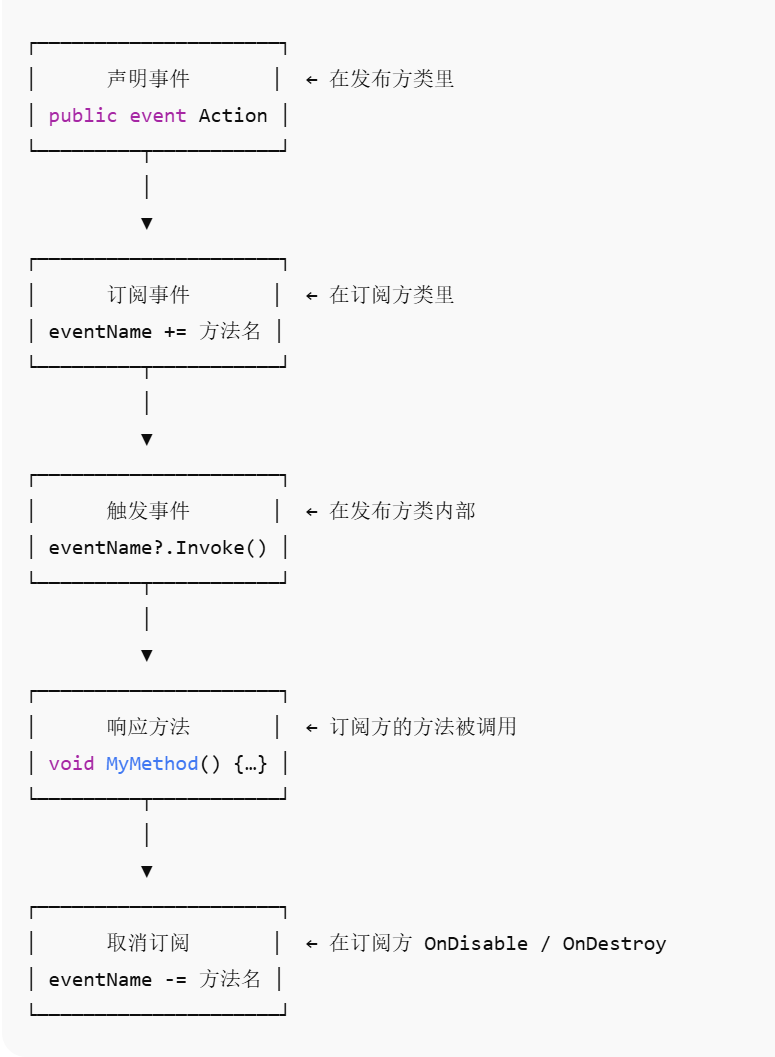 声明事件 ← 在发布方类里
public event Action
订阅事件 ← 在订阅方类里
eventName += 方法名
触发事件 ← 在发布方类内部
eventName?.Invoke()
响应方法 ← 订阅方的方法被调用
void MyMethod() {…}
取消订阅 ← 在订阅方 OnDisable / OnDestroy
eventName -= 方法名